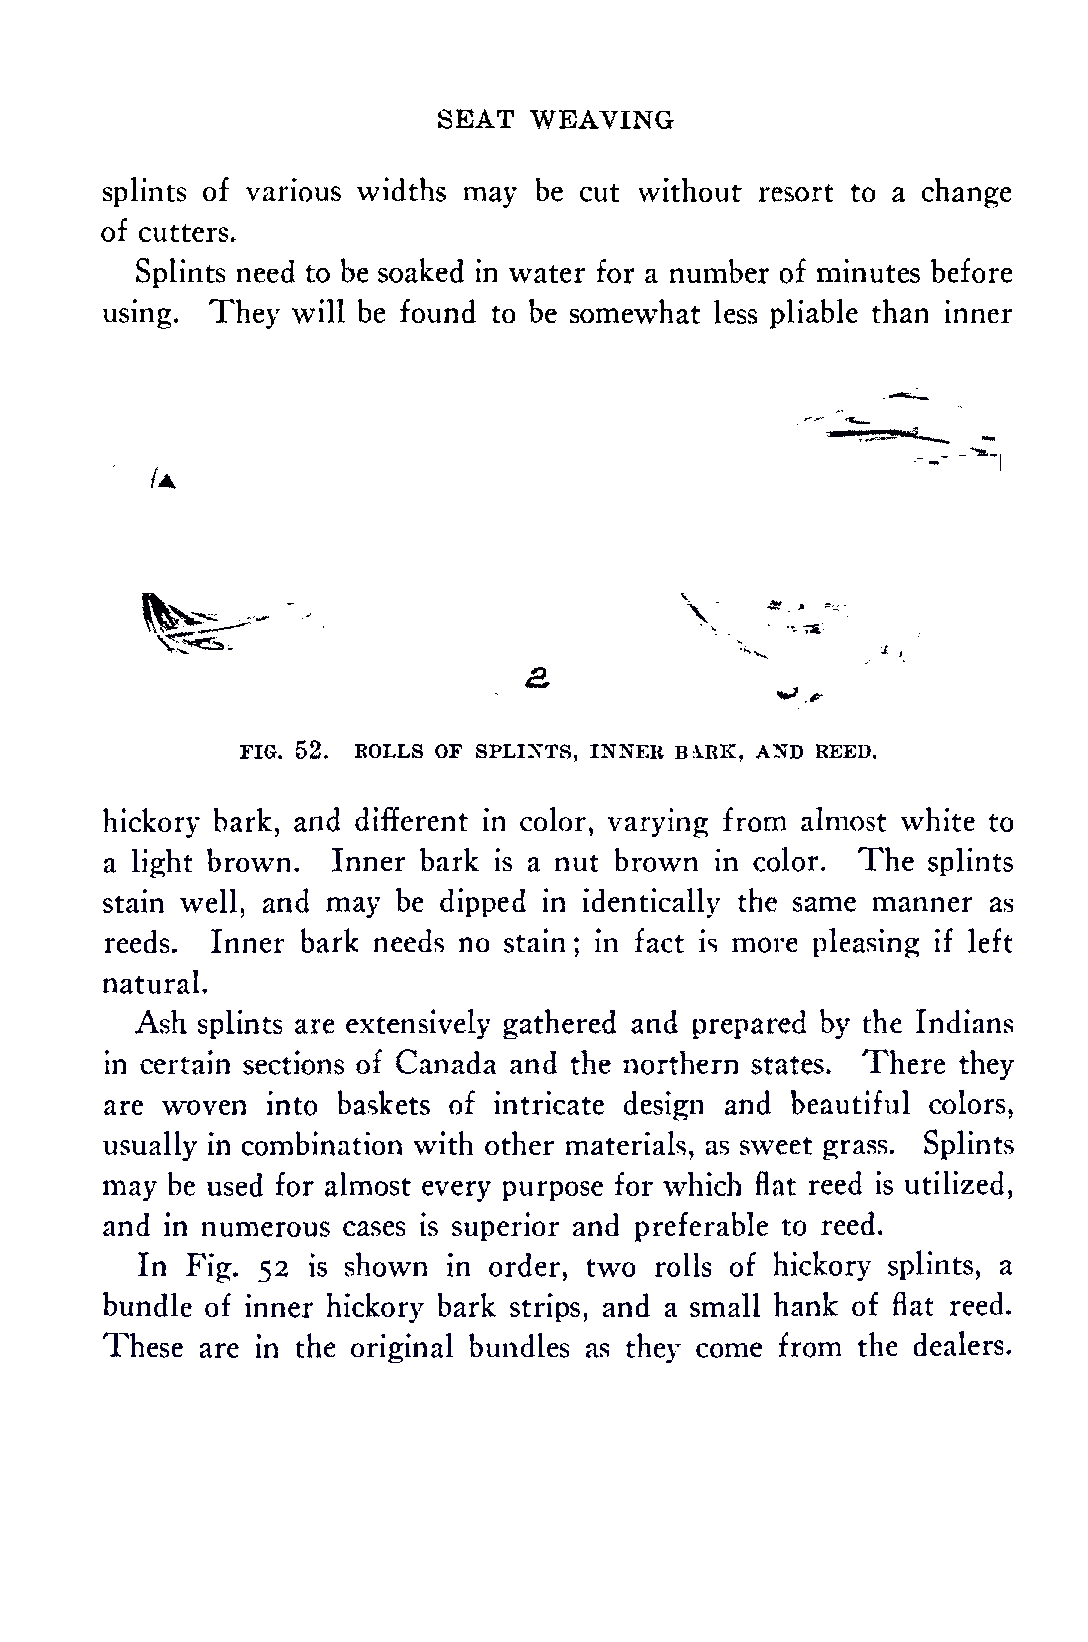 SEAT WEAVING
splints of various widths may be cut without resort to a change
of cutters.
Splints need to be soaked in water for a number of minutes before
using. They will be found to be somewhat less pliable than inner
2
FIG. 52. ROLLS OF SPLINTS, INNER BARK, AND REED.
hickory bark, and different in color, varying from almost white to
a light brown. Inner bark is a nut brown in color. The splints
stain well, and may be dipped in identically the same manner as
reeds. Inner bark needs no stain; in fact is more pleasing if left
natural.
Ash splints are extensively gathered and prepared by the Indians
in certain sections of Canada and the northern states. There they
are woven into baskets of intricate design and beautiful colors,
usually in combination with other materials, as sweet grass. Splints
may be used for almost every purpose for which flat reed is utilized,
and in numerous cases is superior and preferable to reed.
In Fig. 52 is shown in order, two rolls of hickory splints, a
bundle of inner hickory bark strips, and a small hank of flat reed.
These are in the original bundles as they come from the dealers.